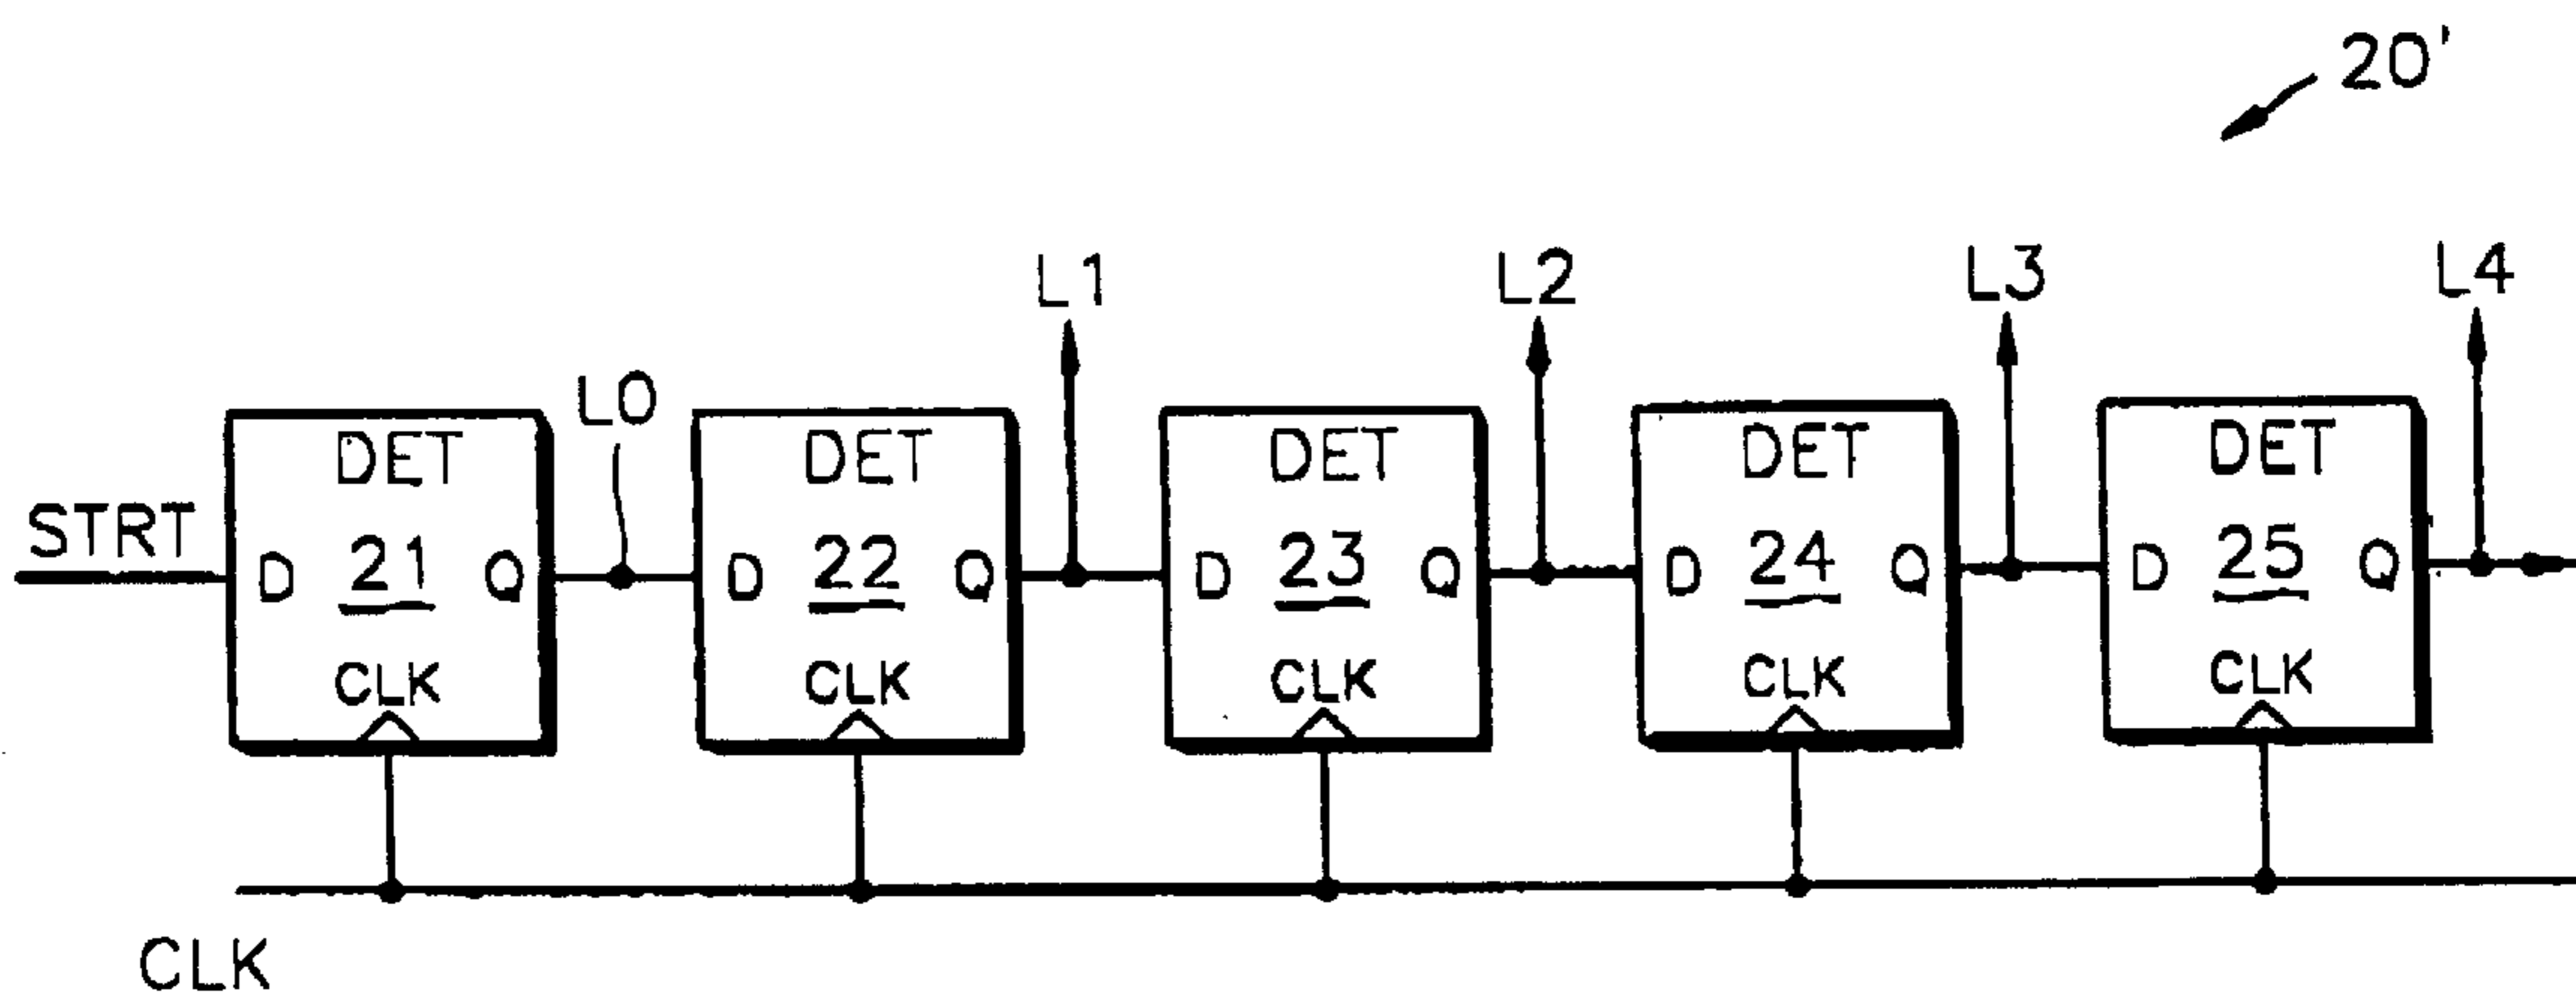 20'
L1 L2 L3 L4
L0
DET DET DET DET DET
STRT
D 21 Q D 22 Q D 23 Q D 24 Q D 25 Q
CLK CLK CLK CLK CLK
CLK